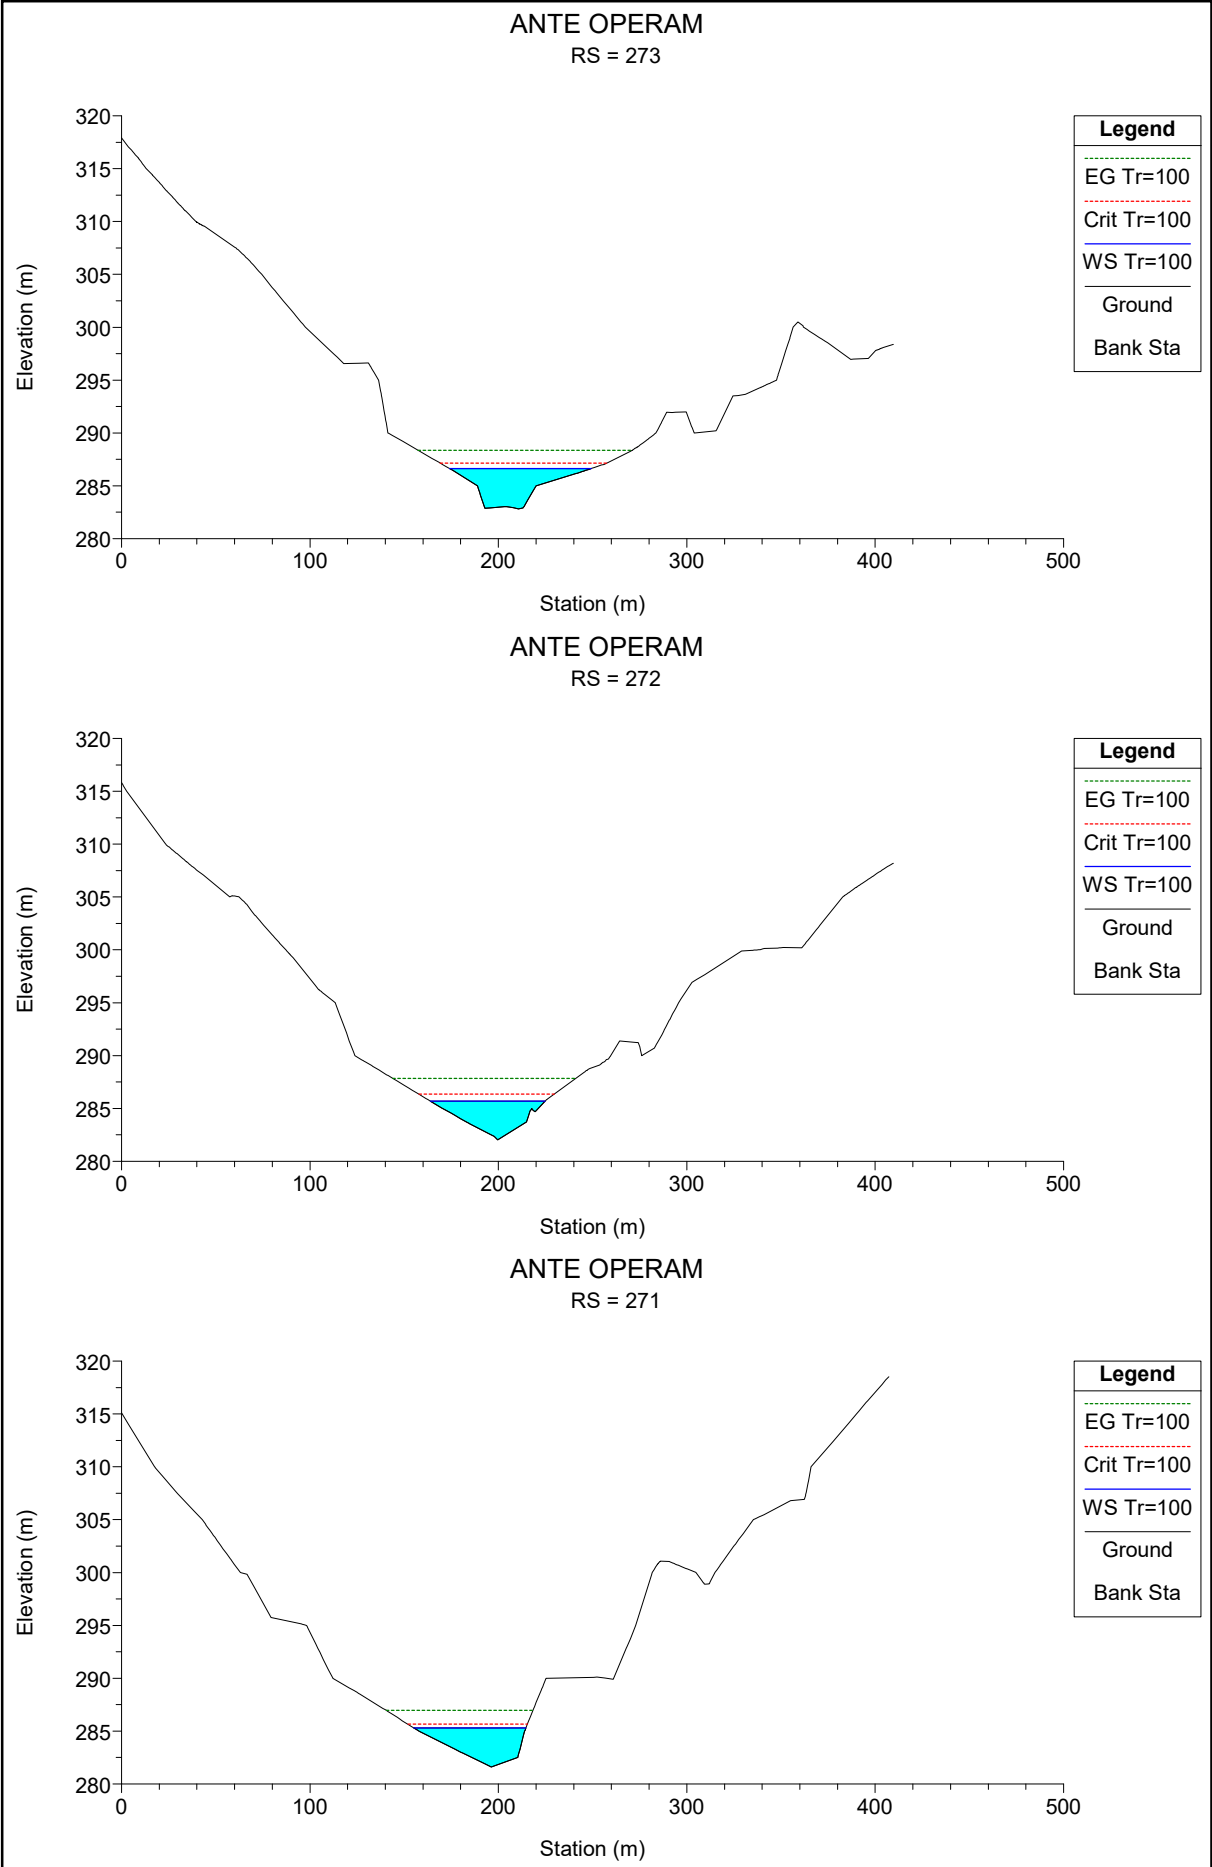 ANTE OPERAM
RS = 273
320
315
310
305
300
295
290
285
280
Elevation (m)
0 100 200 300 400 500
Station (m)
Legend
EG Tr=100
Crit Tr=100
WS Tr=100
Ground
Bank Sta
ANTE OPERAM
RS = 272
320
315
310
305
300
295
290
285
280
Elevation (m)
0 100 200 300 400 500
Station (m)
Legend
EG Tr=100
Crit Tr=100
WS Tr=100
Ground
Bank Sta
ANTE OPERAM
RS = 271
320
315
310
305
300
295
290
285
280
Elevation (m)
0 100 200 300 400 500
Station (m)
Legend
EG Tr=100
Crit Tr=100
WS Tr=100
Ground
Bank Sta